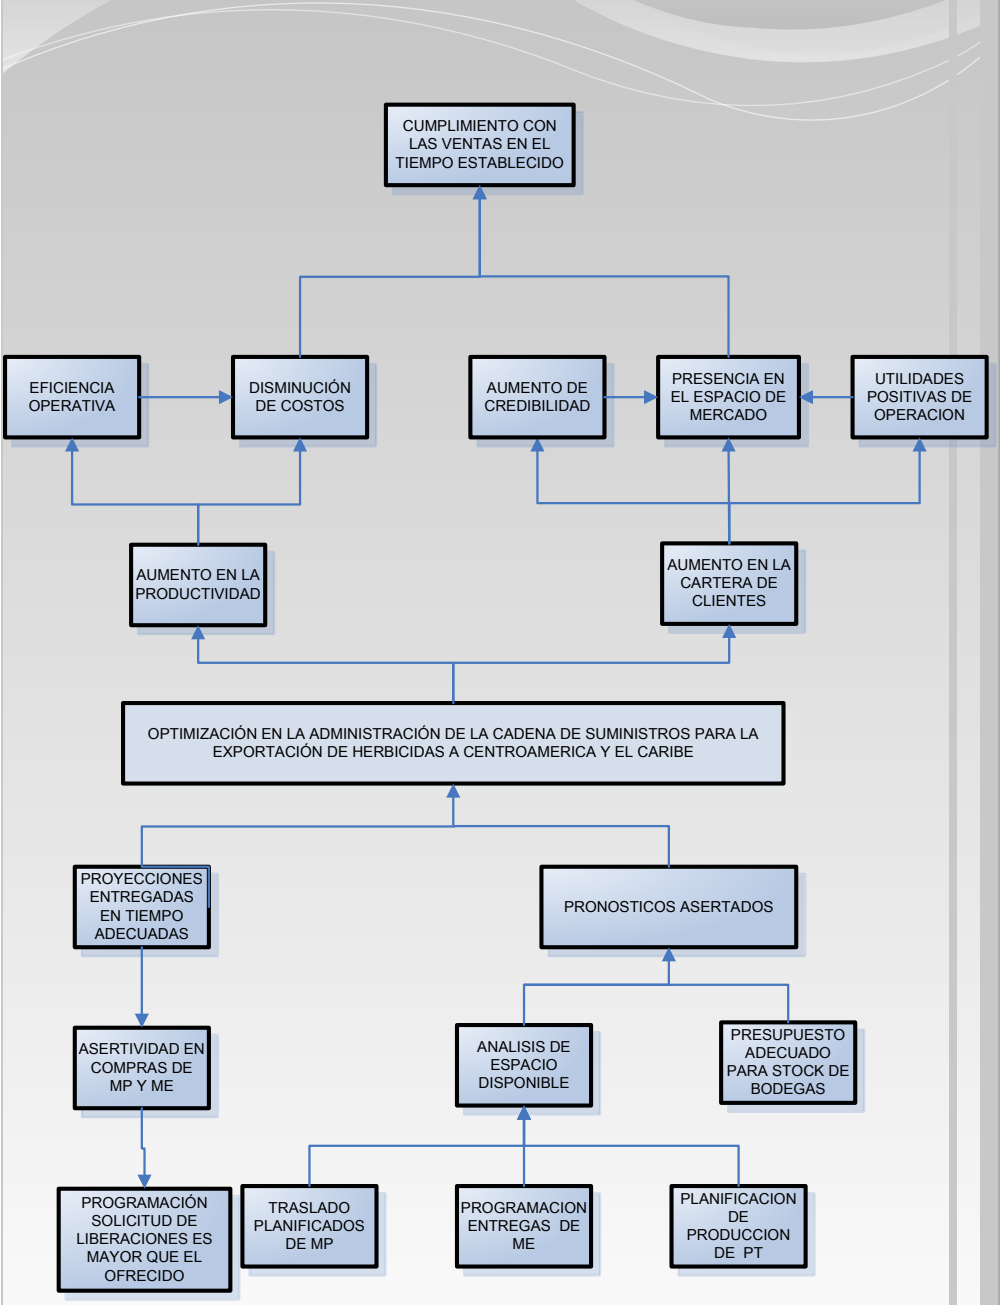 CUMPLIMIENTO CON
LAS VENTAS EN EL
TIEMPO ESTABLECIDO
EFICIENCIA
OPERATIVA
DISMINUCIÓN
DE COSTOS
AUMENTO DE
CREDIBILIDAD
PRESENCIA EN
EL ESPACIO DE
MERCADO
UTILIDADES
POSITIVAS DE
OPERACION
AUMENTO EN LA
PRODUCTIVIDAD
AUMENTO EN LA
CARTERA DE
CLIENTES
OPTIMIZACIÓN EN LA ADMINISTRACIÓN DE LA CADENA DE SUMINISTROS PARA LA
EXPORTACIÓN DE HERBICIDAS A CENTROAMERICA Y EL CARIBE
PROYECCIONES
ENTREGADAS
EN TIEMPO
ADECUADAS
PRONOSTICOS ASERTADOS
ASERTIVIDAD EN
COMPRAS DE
MP Y ME
ANALISIS DE
ESPACIO
DISPONIBLE
PRESUPUESTO
ADECUADO
PARA STOCK DE
BODEGAS
PROGRAMACIÓN
SOLICITUD DE
LIBERACIONES ES
MAYOR QUE EL
OFRECIDO
TRASLADO
PLANIFICADOS
DE MP
PROGRAMACION
ENTREGAS DE
ME
PLANIFICACION
DE
PRODUCCION
DE PT